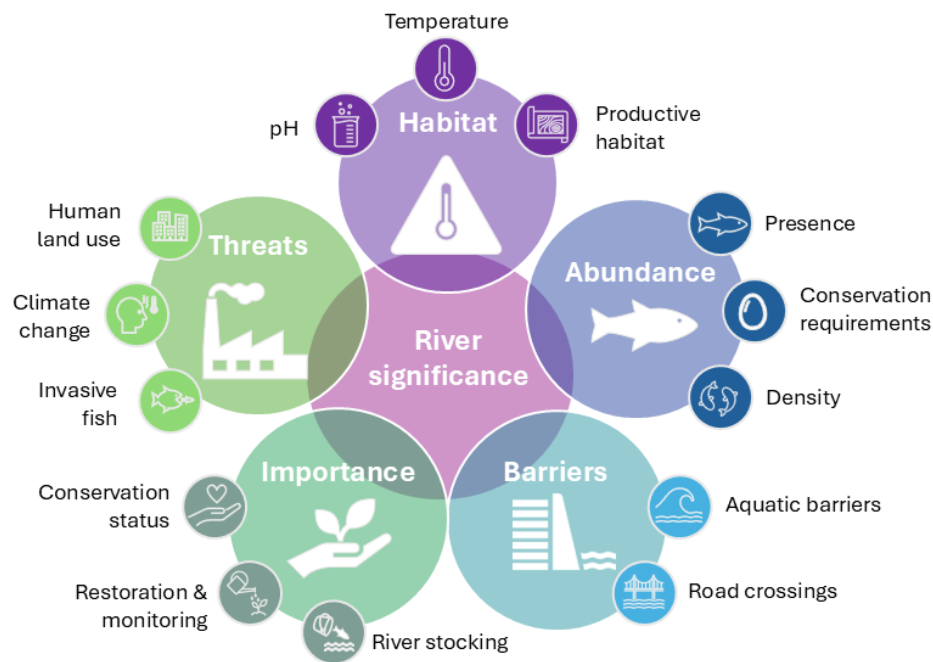 Temperature
pH
Habitat
Productive
habitat
Human
land use
Threats
Climate
change
Invasive
fish
Abundance
Presence
Conservation
requirements
Density
River
significance
Importance
Conservation
status
Restoration &
monitoring
River stocking
Barriers
Aquatic barriers
Road crossings